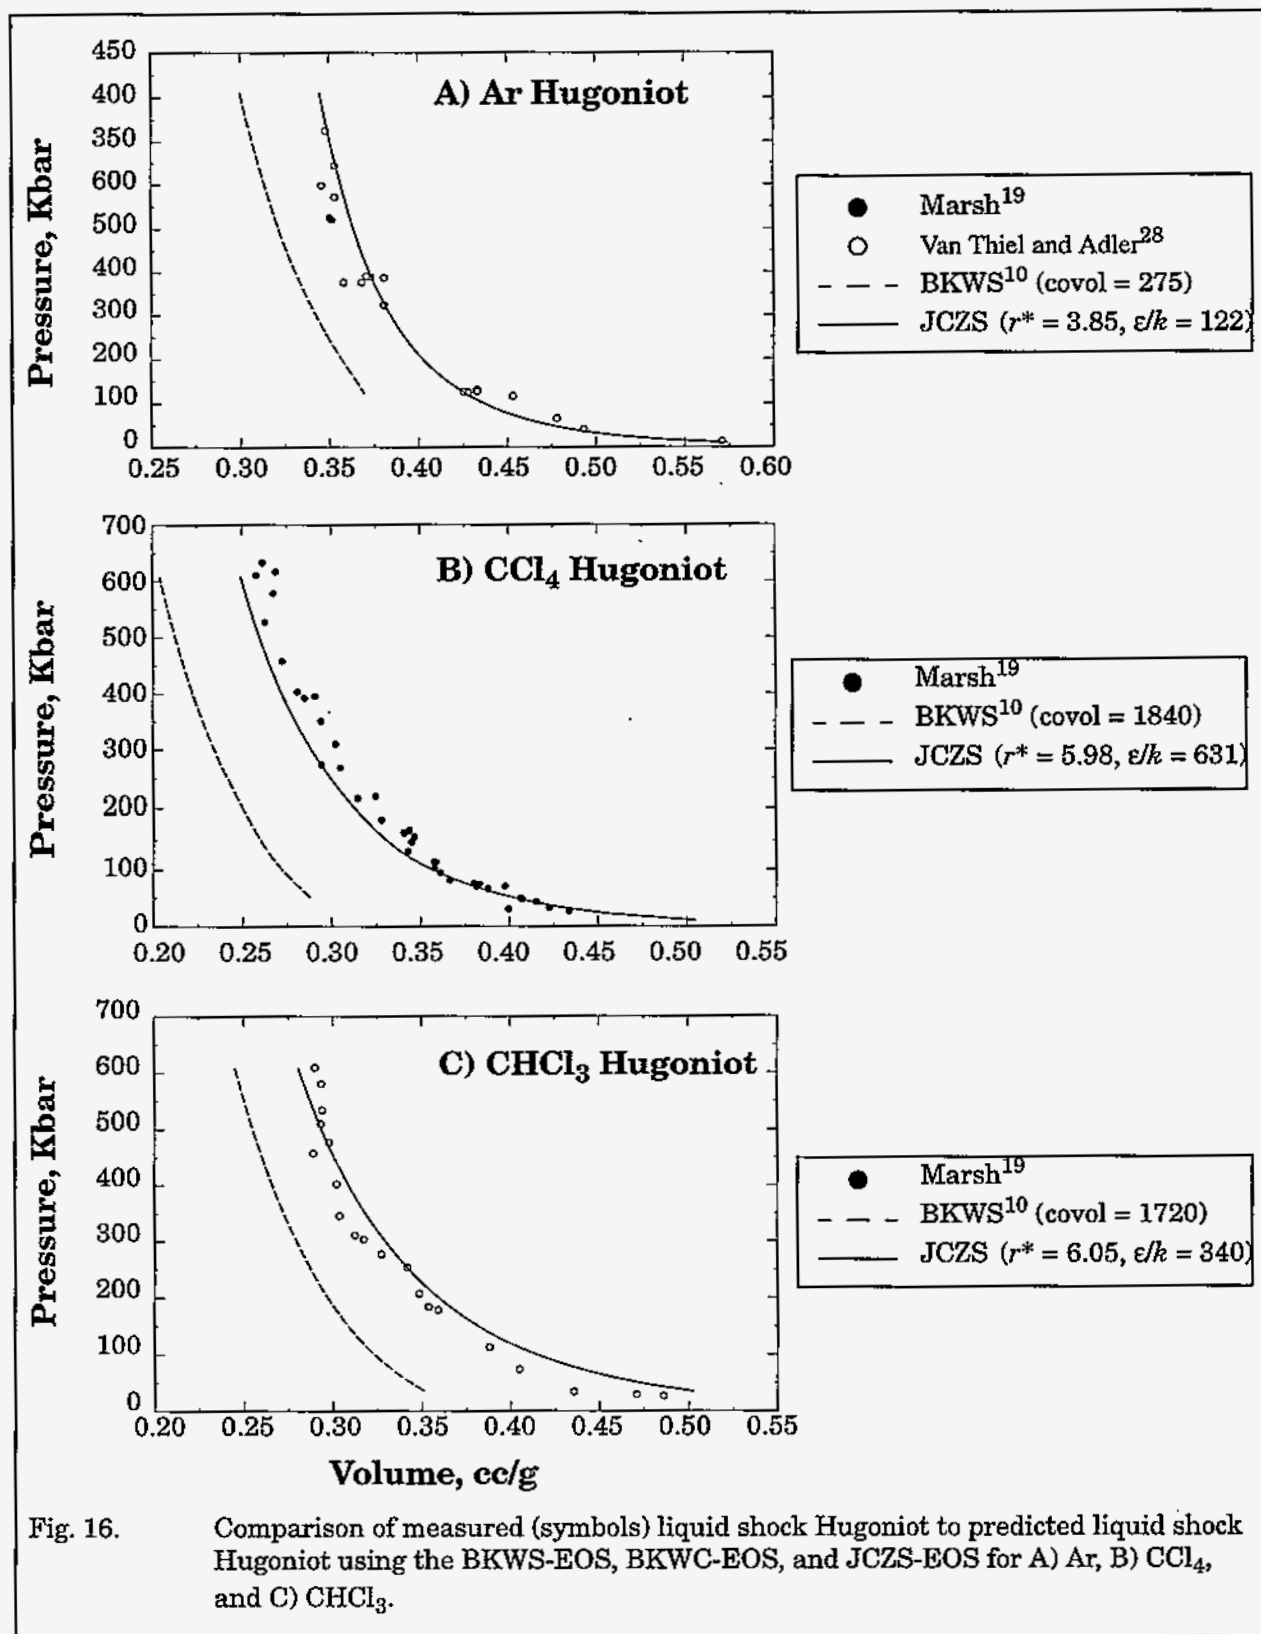 A) Ar Hugoniot
Pressure, Kbar
450
400
350
600
500
400
300
200
100
0
0.25 0.30 0.35 0.40 0.45 0.50 0.55 0.60
Marsh19
Van Thiel and Adler28
BKWS10 (covol = 275)
JCZS (r* = 3.85, ε/k = 122)
B) CCl4 Hugoniot
Pressure, Kbar
700
600
500
400
300
200
100
0
0.20 0.25 0.30 0.35 0.40 0.45 0.50 0.55
Marsh19
BKWS10 (covol = 1840)
JCZS (r* = 5.98, ε/k = 631)
C) CHCl3 Hugoniot
Pressure, Kbar
700
600
500
400
300
200
100
0
0.20 0.25 0.30 0.35 0.40 0.45 0.50 0.55
Volume, cc/g
Marsh19
BKWS10 (covol = 1720)
JCZS (r* = 6.05, ε/k = 340)
Fig. 16. Comparison of measured (symbols) liquid shock Hugoniot to predicted liquid shock
Hugoniot using the BKWS-EOS, BKWC-EOS, and JCZS-EOS for A) Ar, B) CCl4,
and C) CHCl3.